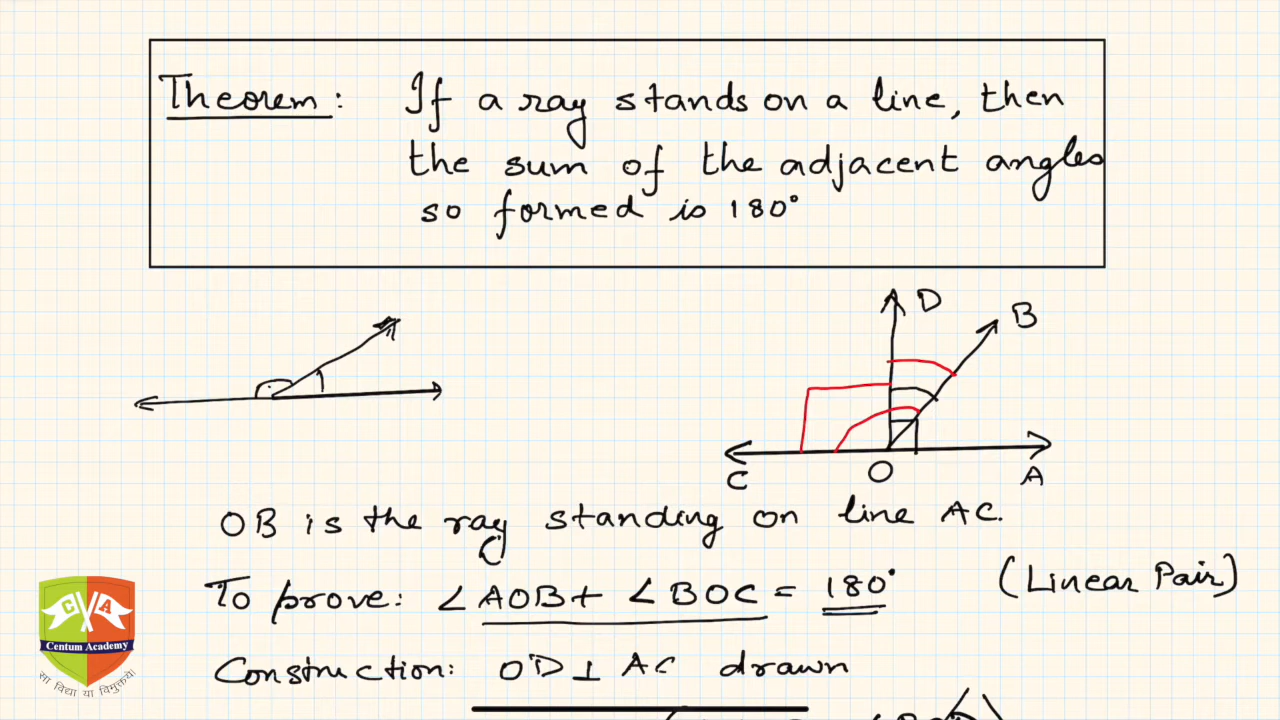 Theorem: If a ray stands on a line, then
the sum of the adjacent angles
so formed is 180°
D
B
C
O
A
OB is the ray standing on line AC.
To prove: ∠AOB + ∠BOC = 180° (Linear Pair)
Construction: OD ⊥ AC drawn
C A
Centum Academy
सा विद्या या विमुक्तये।